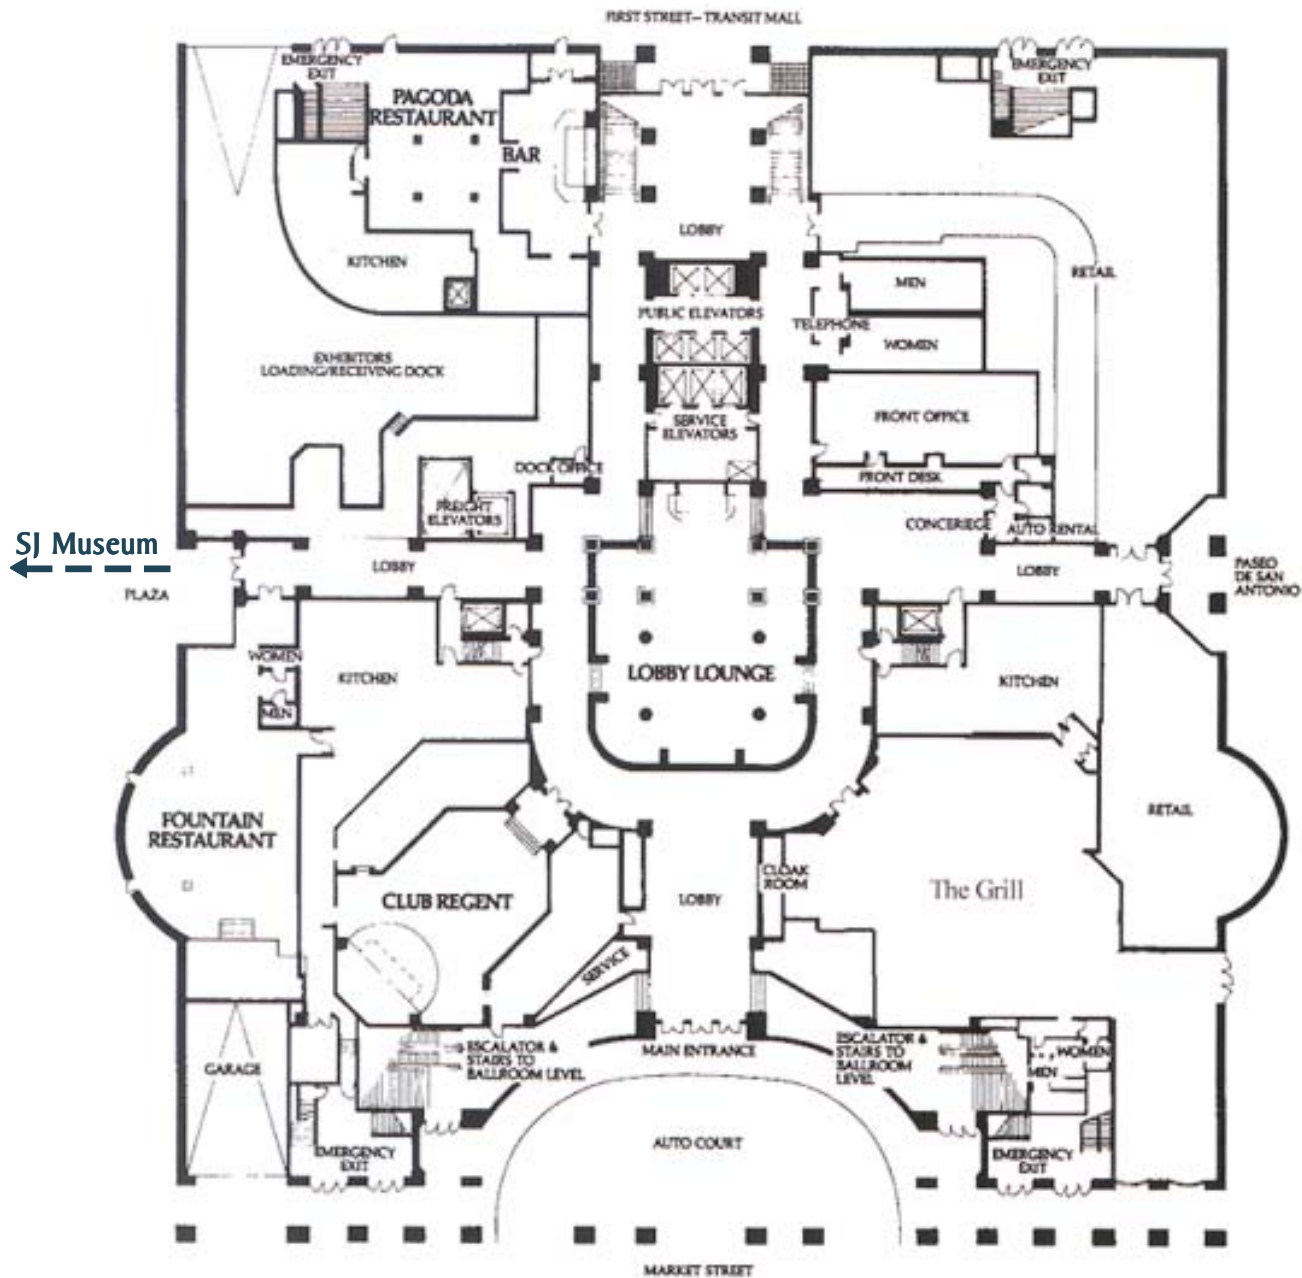 FIRST STREET – TRANSIT MALL
EMERGENCY
EXIT
EMERGENCY
EXIT
PAGODA
RESTAURANT
BAR
LOBBY
KITCHEN
RETAIL
MEN
PUBLIC ELEVATORS
TELEPHONE
WOMEN
EXHIBITORS
LOADING/RECEIVING DOCK
FRONT OFFICE
SERVICE
ELEVATORS
DOCK OFFICE
FRONT DESK
FREIGHT
ELEVATORS
CONCERIEGE
AUTO RENTAL
SJ Museum
LOBBY
LOBBY
PASEO
DE SAN
ANTONIO
PLAZA
WOMEN
KITCHEN
LOBBY LOUNGE
KITCHEN
MEN
FOUNTAIN
RESTAURANT
RETAIL
CLOAK
ROOM
The Grill
CLUB REGENT
LOBBY
SERVICE
ESCALATOR &
STAIRS TO
BALLROOM LEVEL
MAIN ENTRANCE
ESCALATOR &
STAIRS TO
BALLROOM
LEVEL
WOMEN
MEN
GARAGE
AUTO COURT
EMERGENCY
EXIT
EMERGENCY
EXIT
MARKET STREET